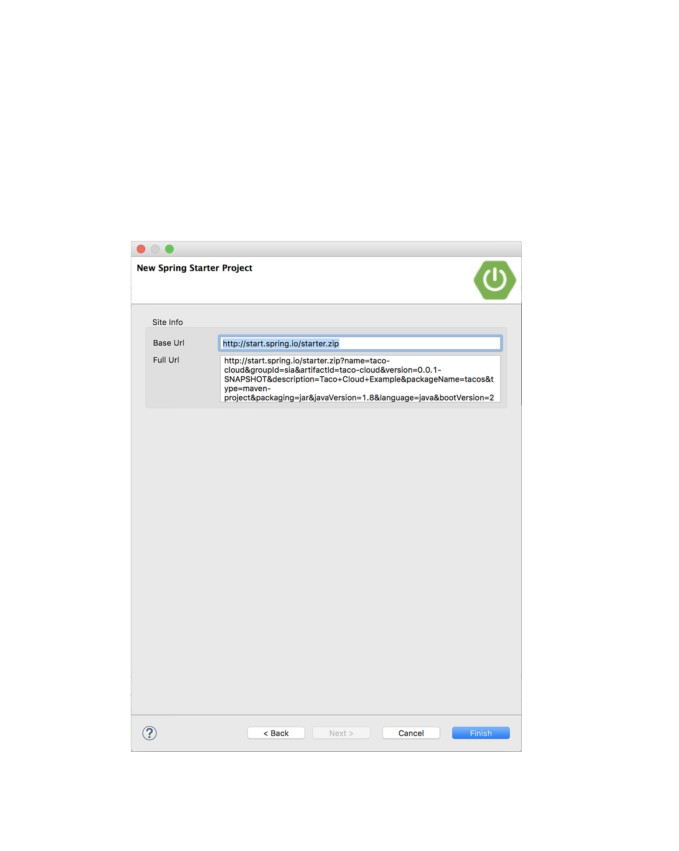 New Spring Starter Project
Site Info
Base Url
http://start.spring.io/starter.zip
Full Url
http://start.spring.io/starter.zip?name=taco-
cloud&groupId=sia&artifactId=taco-cloud&version=0.0.1-
SNAPSHOT&description=Taco+Cloud+Example&packageName=tacos&t
ype=maven-
project&packaging=jar&javaVersion=1.8&language=java&bootVersion=2
?
< Back
Next >
Cancel
Finish